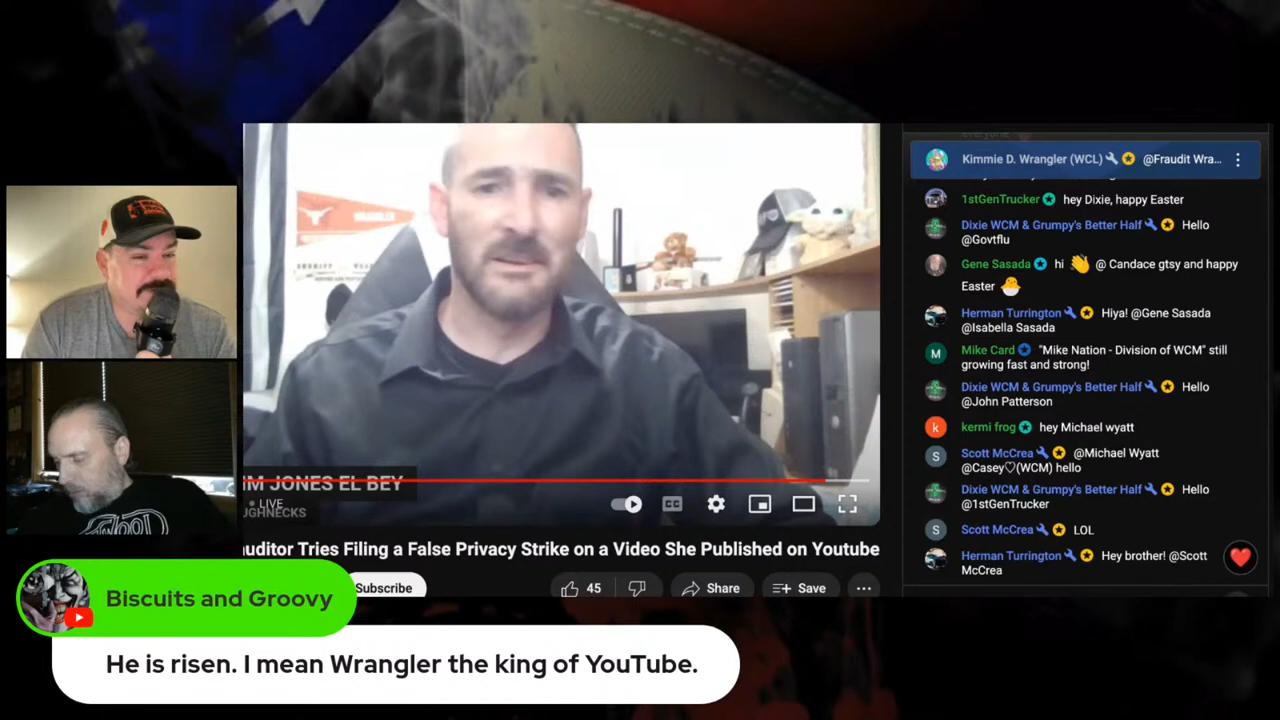 WRANGLER
SHERIFF
IM JONES EL BEY
LIVE
UGHNECKS
uditor Tries Filing a False Privacy Strike on a Video She Published on Youtube
Subscribe
45
Share
Save
Kimmie D. Wrangler (WCL) @Fraudit Wra...
1stGenTrucker hey Dixie, happy Easter
Dixie WCM & Grumpy's Better Half Hello
@Govtflu
Gene Sasada hi 👋 @ Candace gtsy and happy
Easter 🐣
Herman Turrington Hiya! @Gene Sasada
@Isabella Sasada
M
Mike Card "Mike Nation - Division of WCM" still
growing fast and strong!
Dixie WCM & Grumpy's Better Half Hello
@John Patterson
k
kermi frog hey Michael wyatt
S
Scott McCrea @Michael Wyatt
@Casey♡(WCM) hello
Dixie WCM & Grumpy's Better Half Hello
@1stGenTrucker
S
Scott McCrea LOL
Herman Turrington Hey brother! @Scott
McCrea
Biscuits and Groovy
He is risen. I mean Wrangler the king of YouTube.